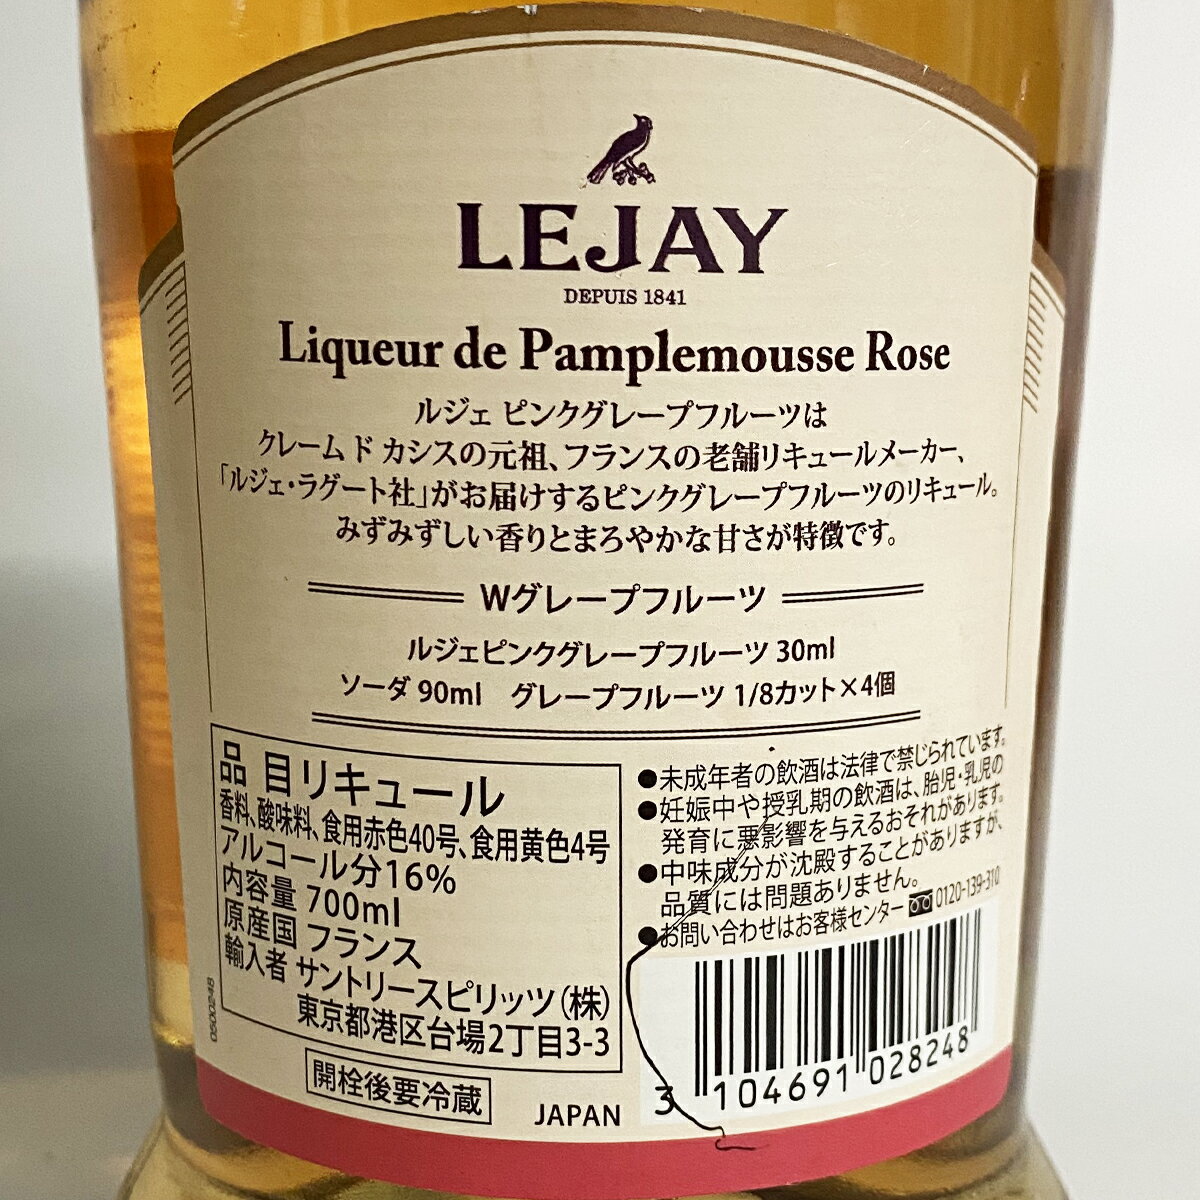 LEJAY
DEPUIS 1841
Liqueur de Pamplemousse Rose
ルジェ ピンクグレープフルーツは
クレーム ド カシスの元祖、フランスの老舗リキュールメーカー、
「ルジェ・ラグート社」がお届けするピンクグレープフルーツのリキュール。
みずみずしい香りとまろやかな甘さが特徴です。
Wグレープフルーツ
ルジェピンクグレープフルーツ 30ml
ソーダ 90ml グレープフルーツ 1/8カット×4個
品 目 リキュール
香料、酸味料、食用赤色40号、食用黄色4号
アルコール分16%
内容量 700ml
原産国 フランス
輸入者 サントリースピリッツ(株)
東京都港区台場2丁目3-3
開栓後要冷蔵
JAPAN
●未成年者の飲酒は法律で禁じられています。
●妊娠中や授乳期の飲酒は、胎児・乳児の
発育に悪影響を与えるおそれがあります。
●中味成分が沈殿することがありますが、
品質には問題ありません。
●お問い合わせはお客様センター 0120-139-310
3 104691 028248
B020050